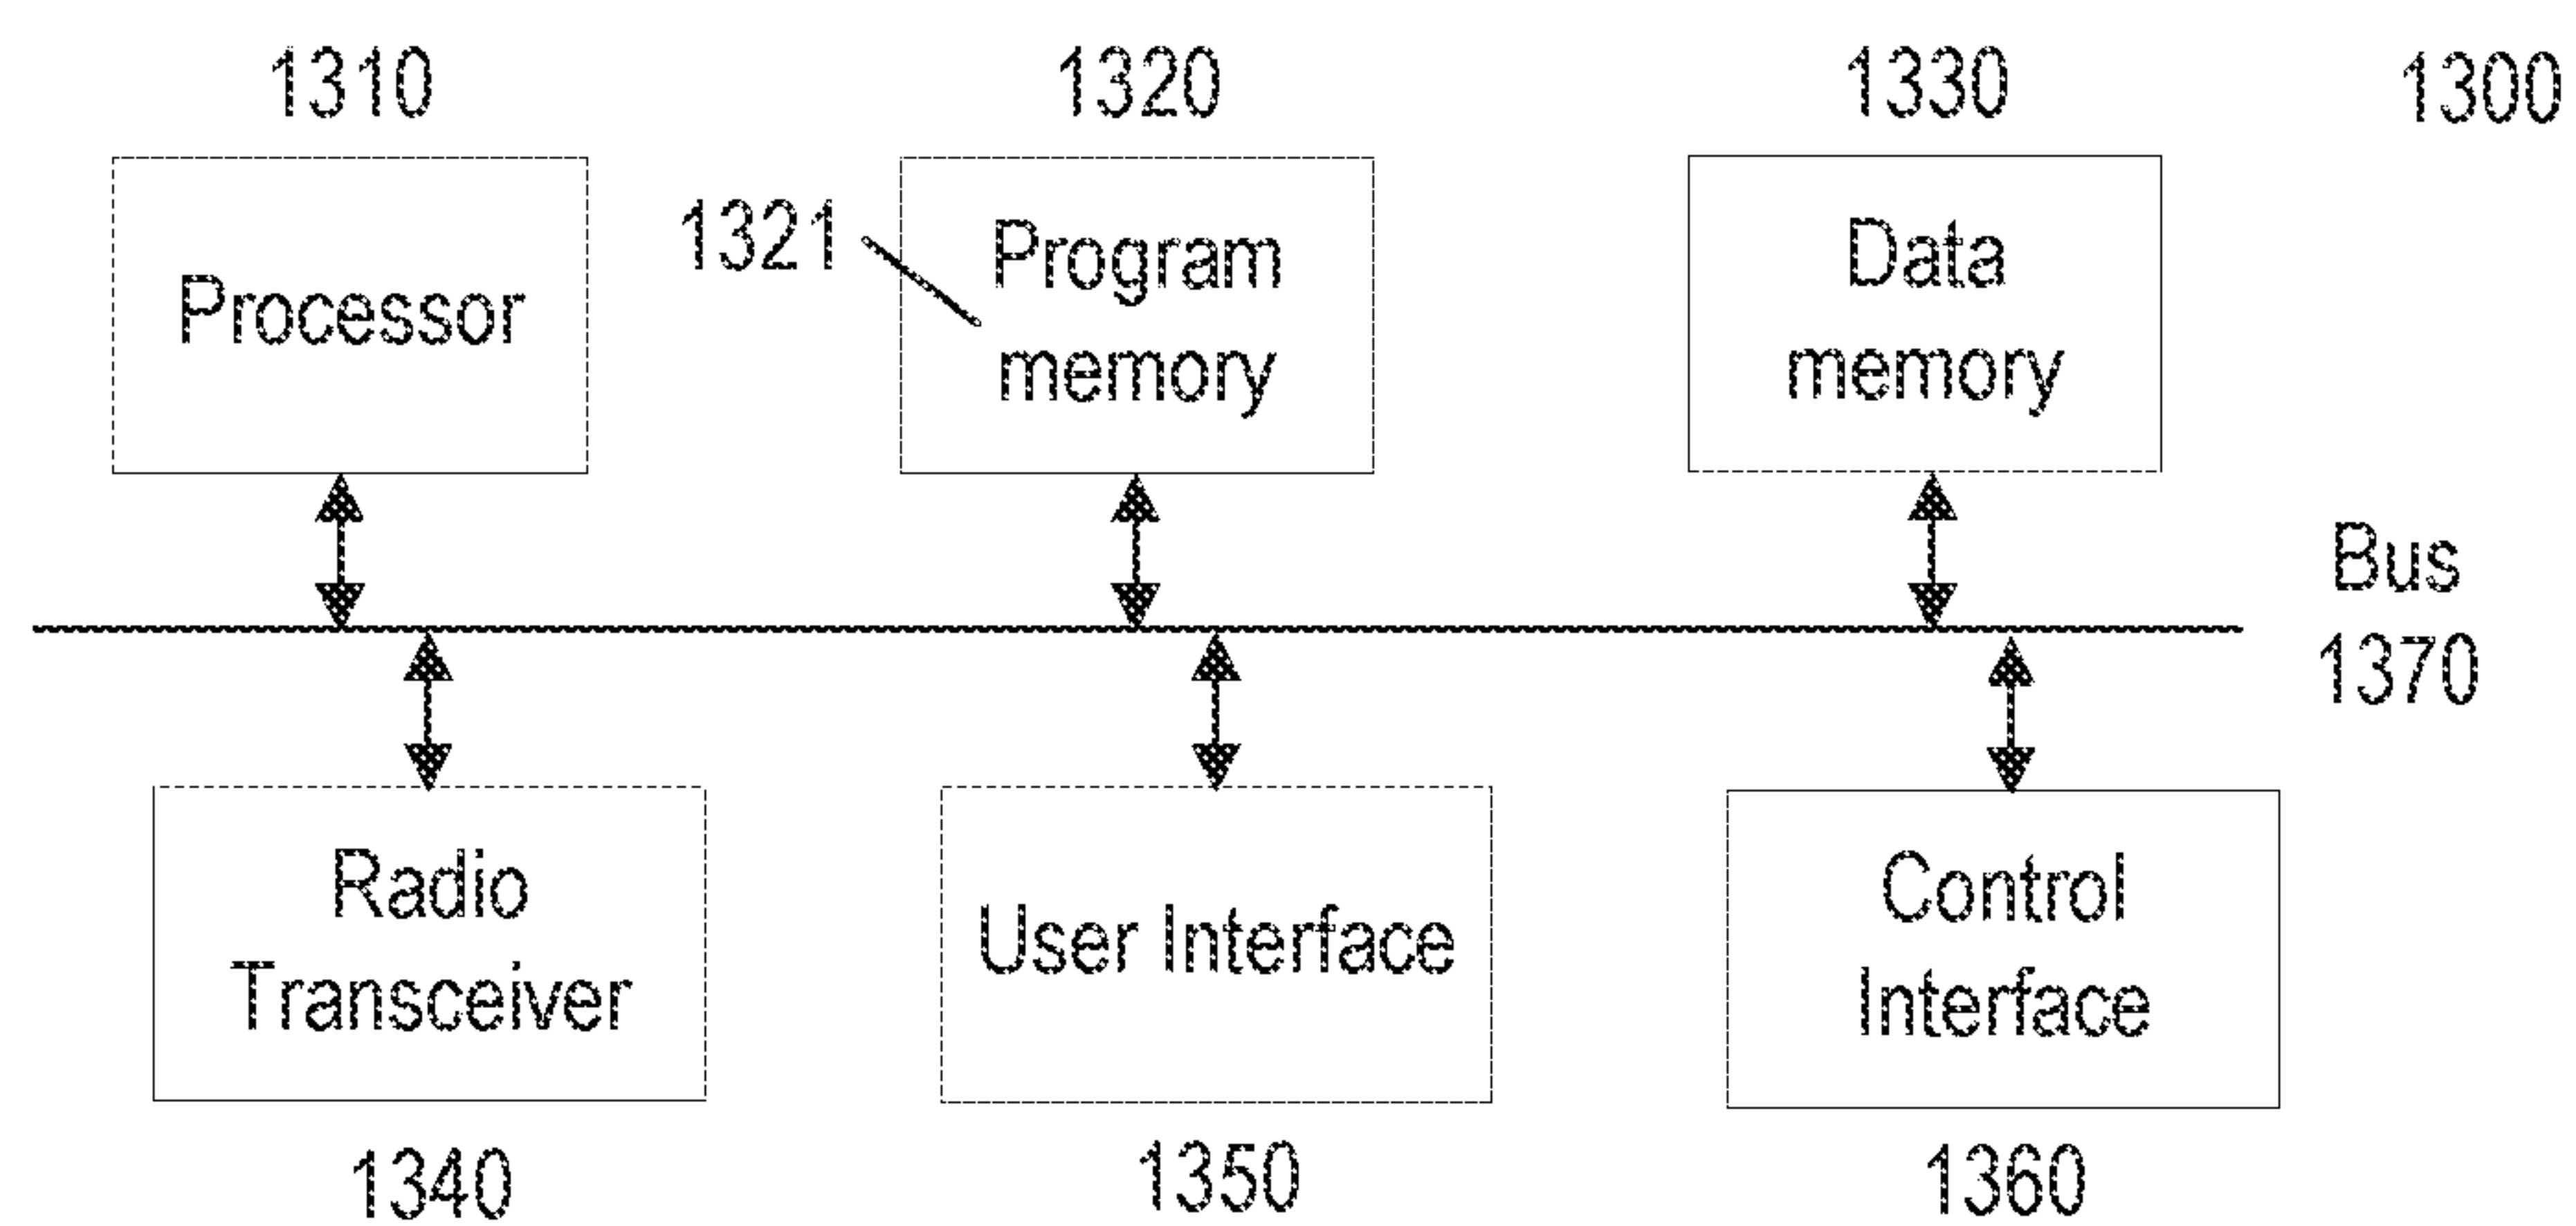 1310
1320
1330
1300
Processor
1321
Program
memory
Data
memory
Bus
1370
Radio
Transceiver
User Interface
Control
Interface
1340
1350
1360